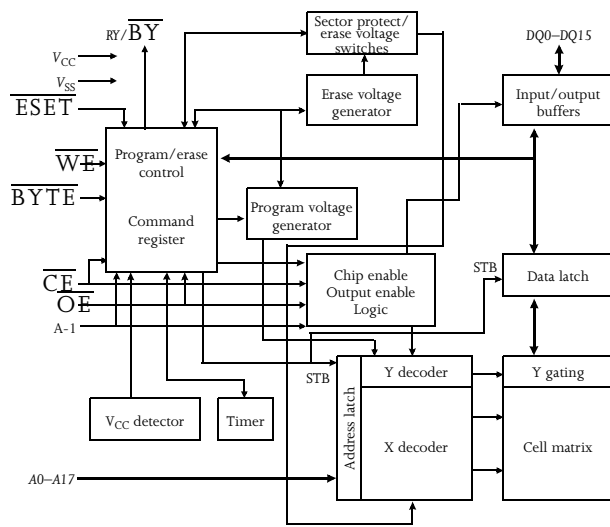 RY/BY
Sector protect/
erase voltage
switches
DQ0–DQ15
VCC
VSS
ESET
Erase voltage
generator
Input/output
buffers
WE
BYTE
Program/erase
control
Command
register
Program voltage
generator
CE
OE
A-1
Chip enable
Output enable
Logic
STB
Data latch
STB
Address latch
Y decoder
Y gating
VCC detector
Timer
X decoder
Cell matrix
A0–A17